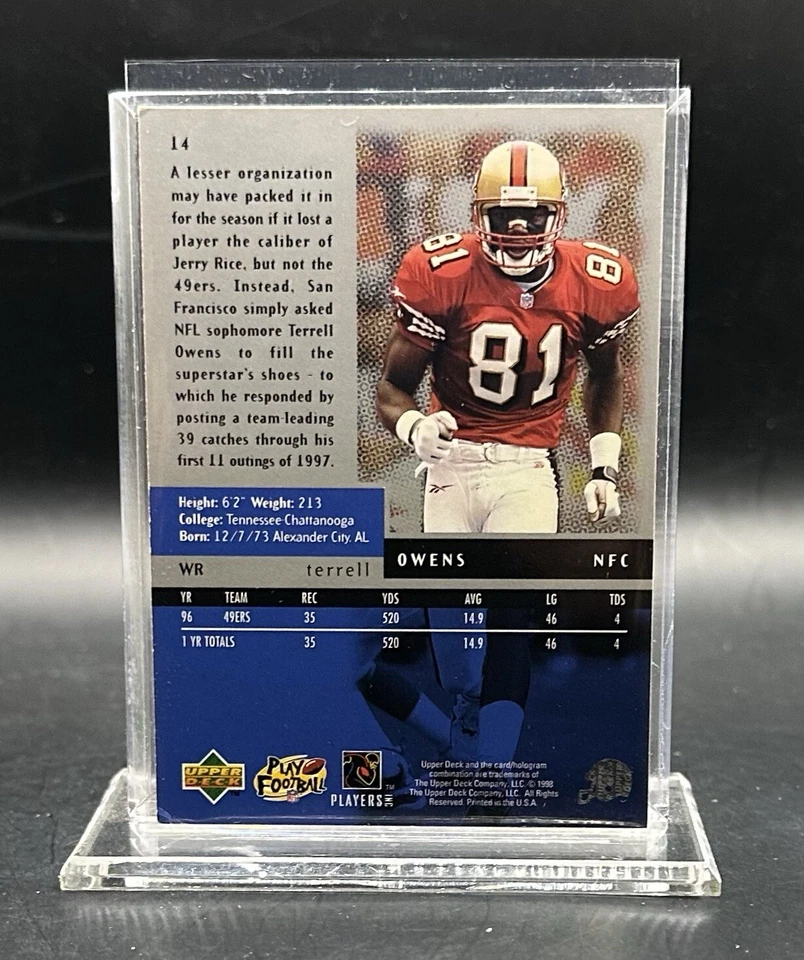 14
A lesser organization
may have packed it in
for the season if it lost a
player the caliber of
Jerry Rice, but not the
49ers. Instead, San
Francisco simply asked
NFL sophomore Terrell
Owens to fill the
superstar's shoes - to
which he responded by
posting a team-leading
39 catches through his
first 11 outings of 1997.
81
81
81
Height: 6'2" Weight: 213
College: Tennessee-Chattanooga
Born: 12/7/73 Alexander City, AL
WR terrell OWENS NFC
YR TEAM REC YDS AVG LG TDS
96 49ERS 35 520 14.9 46 4
1 YR TOTALS 35 520 14.9 46 4
UPPER DECK
PLAY FOOTBALL
NFL
PLAYERS INC ™
Upper Deck and the card/hologram
combination are trademarks of
The Upper Deck Company, LLC. © 1998
The Upper Deck Company, LLC. All Rights
Reserved. Printed in the U.S.A.